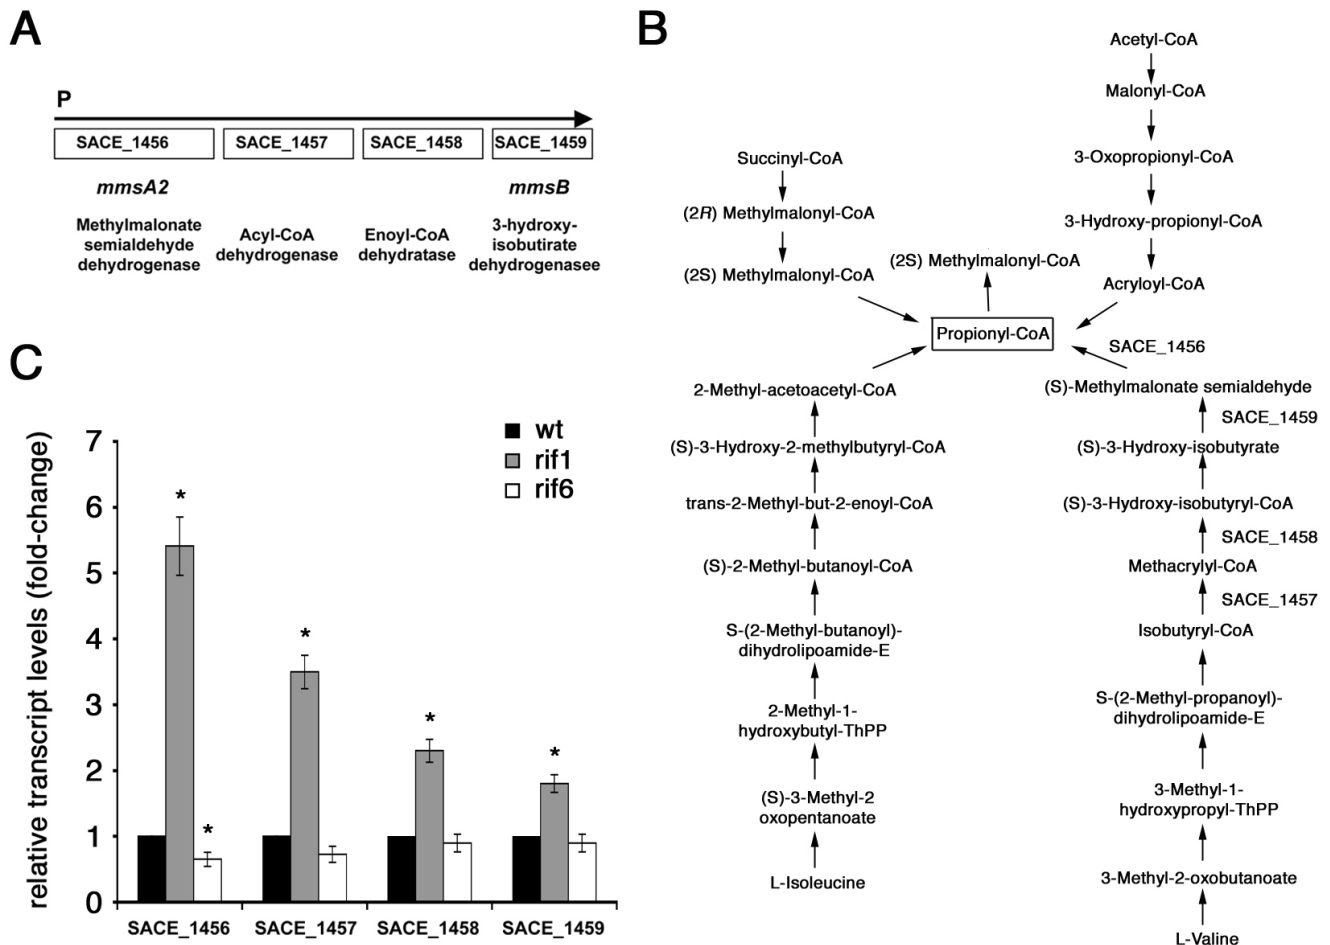 A
P
SACE_1456
SACE_1457
SACE_1458
SACE_1459
mmsA2
mmsB
Methylmalonate
semialdehyde
dehydrogenase
Acyl-CoA
dehydrogenase
Enoyl-CoA
dehydratase
3-hydroxy-
isobutirate
dehydrogenasee
B
Acetyl-CoA
Malonyl-CoA
3-Oxopropionyl-CoA
3-Hydroxy-propionyl-CoA
Acryloyl-CoA
Succinyl-CoA
(2R) Methylmalonyl-CoA
(2S) Methylmalonyl-CoA
(2S) Methylmalonyl-CoA
Propionyl-CoA
SACE_1456
2-Methyl-acetoacetyl-CoA
(S)-3-Hydroxy-2-methylbutyryl-CoA
trans-2-Methyl-but-2-enoyl-CoA
(S)-2-Methyl-butanoyl-CoA
S-(2-Methyl-butanoyl)-
dihydrolipoamide-E
2-Methyl-1-
hydroxybutyl-ThPP
(S)-3-Methyl-2
oxopentanoate
L-Isoleucine
(S)-Methylmalonate semialdehyde
SACE_1459
(S)-3-Hydroxy-isobutyrate
(S)-3-Hydroxy-isobutyryl-CoA
SACE_1458
Methacrylyl-CoA
SACE_1457
Isobutyryl-CoA
S-(2-Methyl-propanoyl)-
dihydrolipoamide-E
3-Methyl-1-
hydroxypropyl-ThPP
3-Methyl-2-oxobutanoate
L-Valine
C
relative transcript levels (fold-change)
7
6
5
4
3
2
1
0
wt
rif1
rif6
*
*
*
*
*
SACE_1456
SACE_1457
SACE_1458
SACE_1459